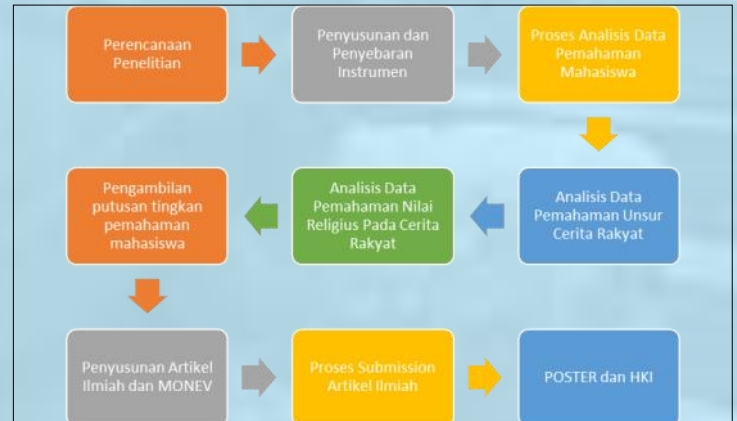 Perencanaan
Penelitian
Penyusunan dan
Penyebaran
Instrumen
Proses Analisis Data
Pemahaman
Mahasiswa
Analisis Data
Pemahaman Unsur
Cerita Rakyat
Analisis Data
Pemahaman Nilai
Religius Pada Cerita
Rakyat
Pengambilan
putusan tingkan
pemahaman
mahasiswa
Penyusunan Artikel
Ilmiah dan MONEV
Proses Submission
Artikel Ilmiah
POSTER dan HKI